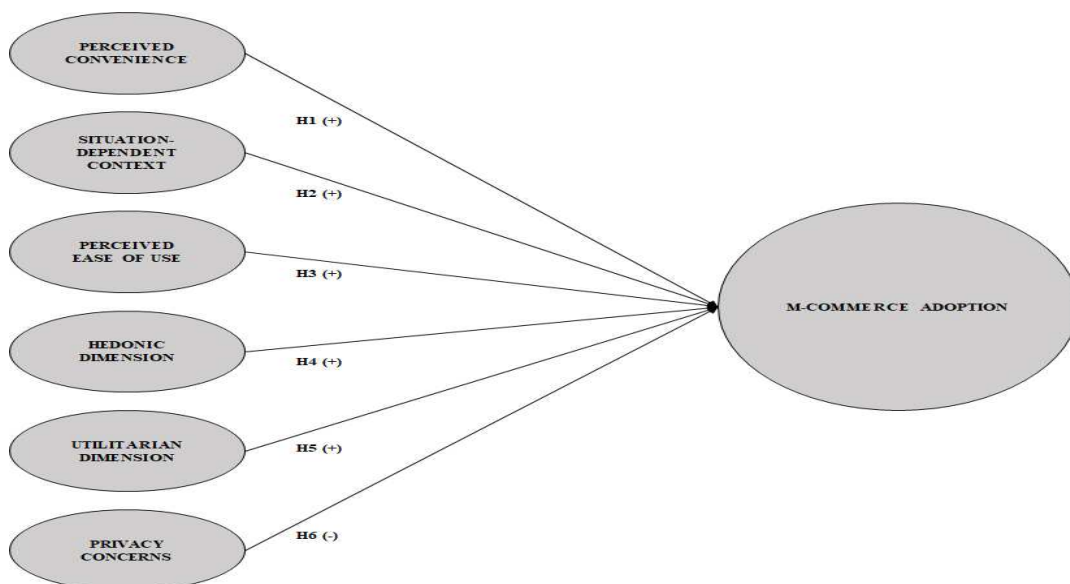 PERCEIVED
CONVENIENCE
H1 (+)
SITUATION-
DEPENDENT
CONTEXT
H2 (+)
PERCEIVED
EASE OF USE
H3 (+)
M-COMMERCE ADOPTION
HEDONIC
DIMENSION
H4 (+)
UTILITARIAN
DIMENSION
H5 (+)
PRIVACY
CONCERNS
H6 (-)